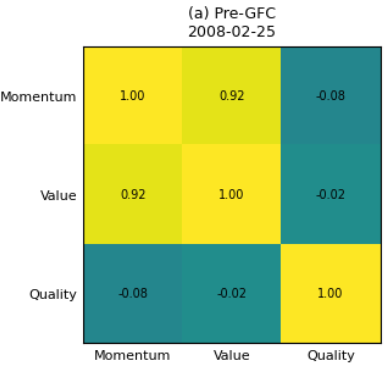 (a) Pre-GFC
2008-02-25
Momentum 1.00 0.92 -0.08
Value 0.92 1.00 -0.02
Quality -0.08 -0.02 1.00
Momentum Value Quality